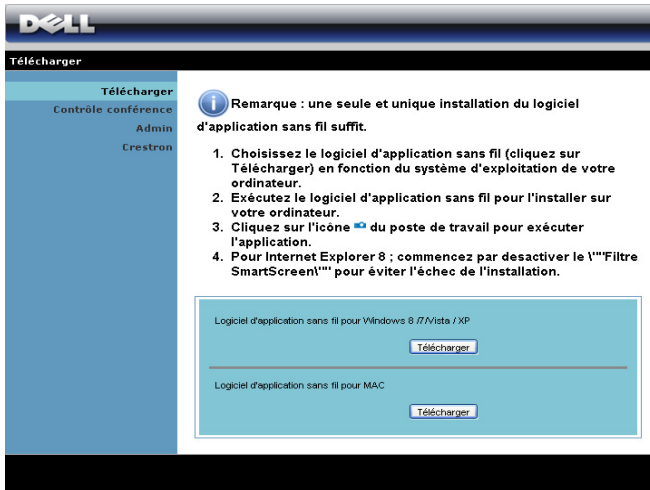 DELL
Télécharger
Télécharger
Contrôle conférence
Admin
Crestron
Remarque : une seule et unique installation du logiciel
d'application sans fil suffit.
1. Choisissez le logiciel d'application sans fil (cliquez sur
Télécharger) en fonction du système d'exploitation de votre
ordinateur.
2. Exécutez le logiciel d'application sans fil pour l'installer sur
votre ordinateur.
3. Cliquez sur l'icône du poste de travail pour exécuter
l'application.
4. Pour Internet Explorer 8 ; commencez par desactiver le \""Filtre
SmartScreen\"" pour éviter l'échec de l'installation.
Logiciel d'application sans fil pour Windows 8 /7/Vista / XP
Télécharger
Logiciel d'application sans fil pour MAC
Télécharger